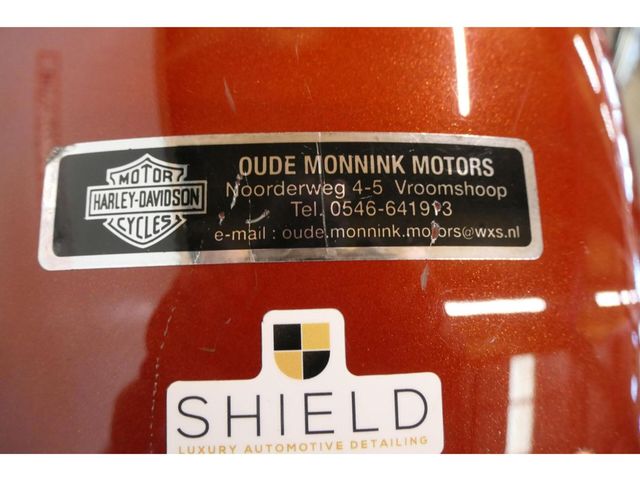 MOTOR
HARLEY-DAVIDSON
CYCLES
OUDE MONNINK MOTORS
Noorderweg 4-5 Vroomshoop
Tel. 0546-641913
e-mail : oude.monnink.motors@wxs.nl
SHIELD
LUXURY AUTOMOTIVE DETAILING